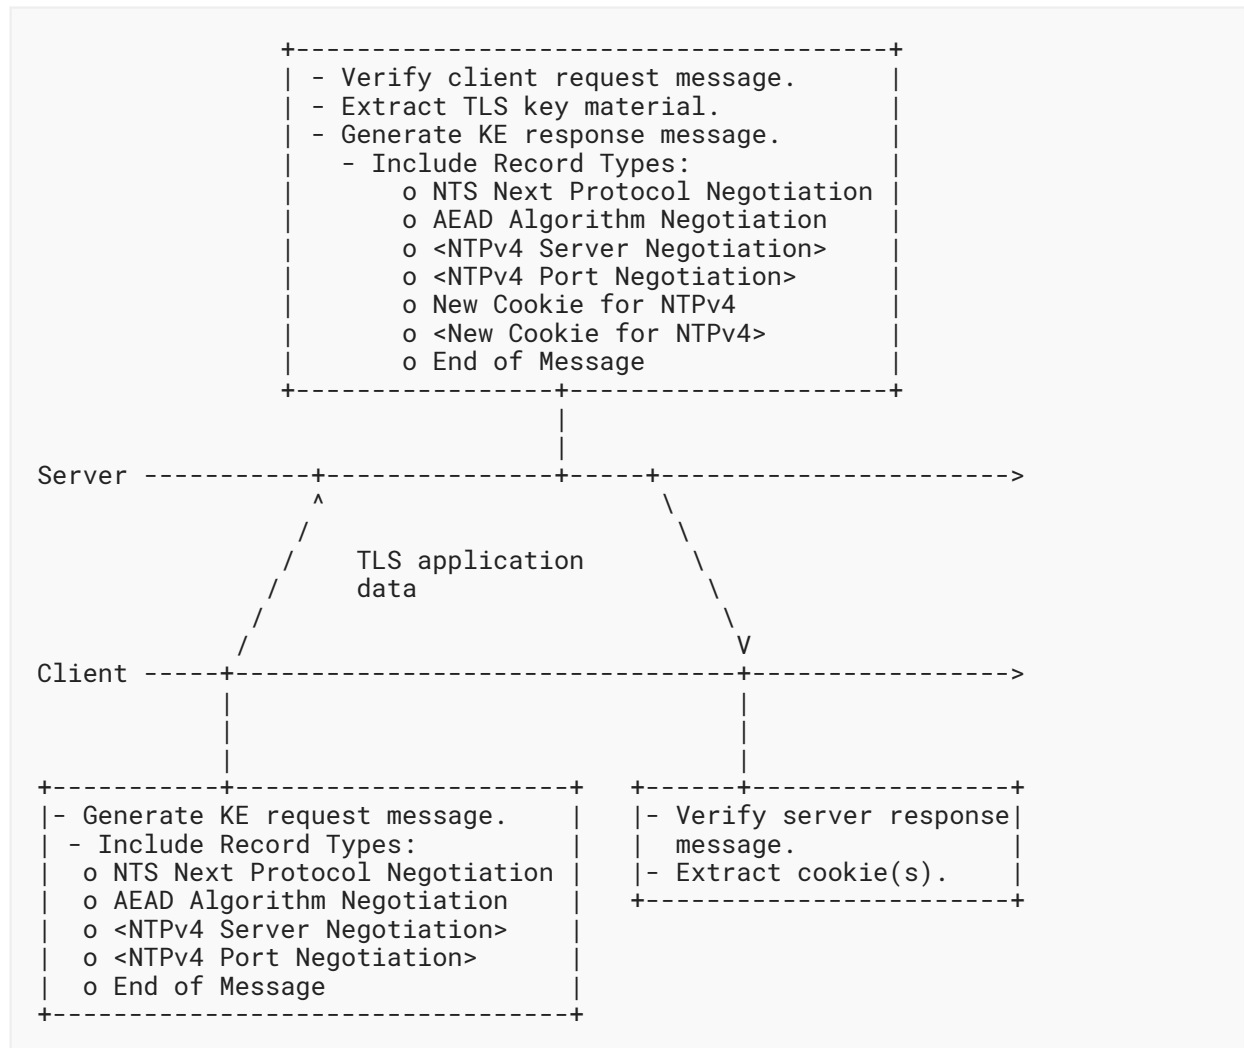 +---------------------------------------+
| - Verify client request message.      |
| - Extract TLS key material.           |
| - Generate KE response message.       |
|   - Include Record Types:             |
|       o NTS Next Protocol Negotiation |
|       o AEAD Algorithm Negotiation    |
|       o <NTPv4 Server Negotiation>    |
|       o <NTPv4 Port Negotiation>      |
|       o New Cookie for NTPv4          |
|       o <New Cookie for NTPv4>        |
|       o End of Message                |
+-----------------+---------------------+
|
|
Server -----------+---------------+-----+----------------------->
^ \
/ \
/ TLS application \
/ data \
/ \
/ V
Client -----+---------------------------------+----------------->
| |
| |
| |
+-----------+----------------------+   +------+-----------------+
|- Generate KE request message.    |   |- Verify server response|
| - Include Record Types:          |   |  message.              |
|  o NTS Next Protocol Negotiation |   |- Extract cookie(s).    |
|  o AEAD Algorithm Negotiation    |   +------------------------+
|  o <NTPv4 Server Negotiation>    |
|  o <NTPv4 Port Negotiation>      |
|  o End of Message                |
+----------------------------------+